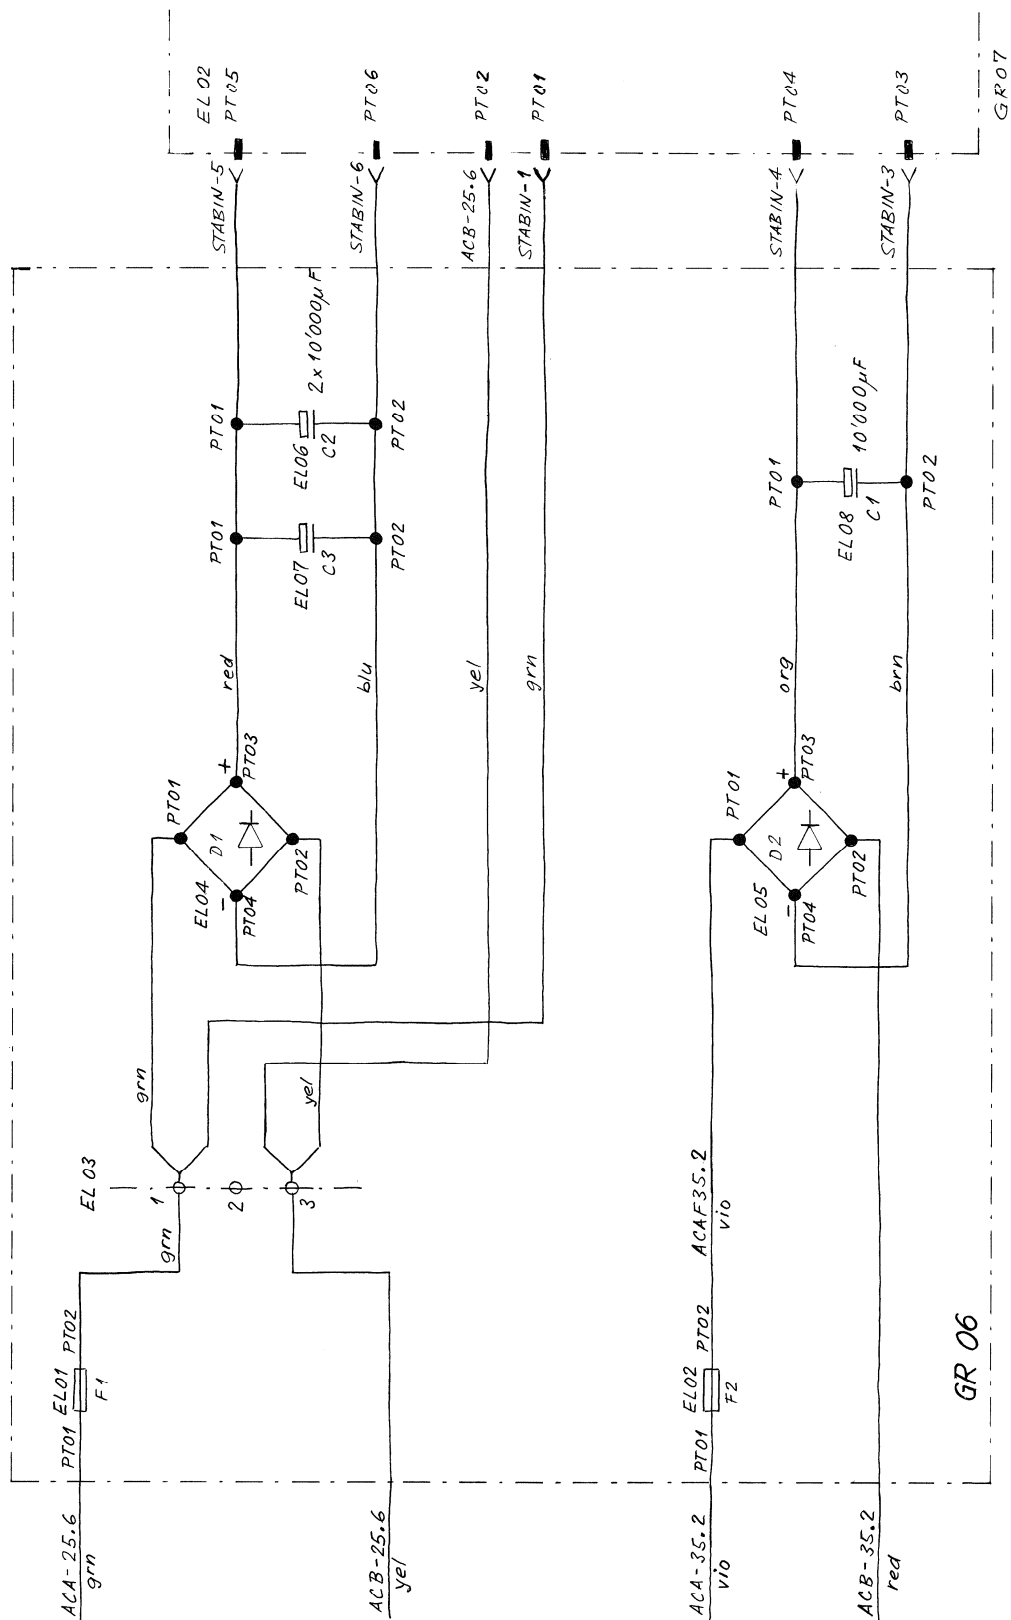 EL02
PT05
PT06
PT02
PT01
PT04
PT03
GR07
STABIN-5
STABIN-6
ACB-25.6
STABIN-1
STABIN-4
STABIN-3
PT01
EL06
C2
2x10'000µF
PT02
PT01
EL07
C3
PT02
PT01
EL08
C1
10'000µF
PT02
red
blu
yel
grn
org
brn
PT01
+
PT03
D1
EL04
-
PT04
PT02
PT01
+
PT03
D2
EL05
-
PT04
PT02
grn
yel
EL03
1
2
3
grn
ACAF35.2
vio
PT02
EL01
F1
PT01
PT02
EL02
F2
PT01
GR 06
ACA-25.6
grn
ACB-25.6
yel
ACA-35.2
vio
ACB-35.2
red